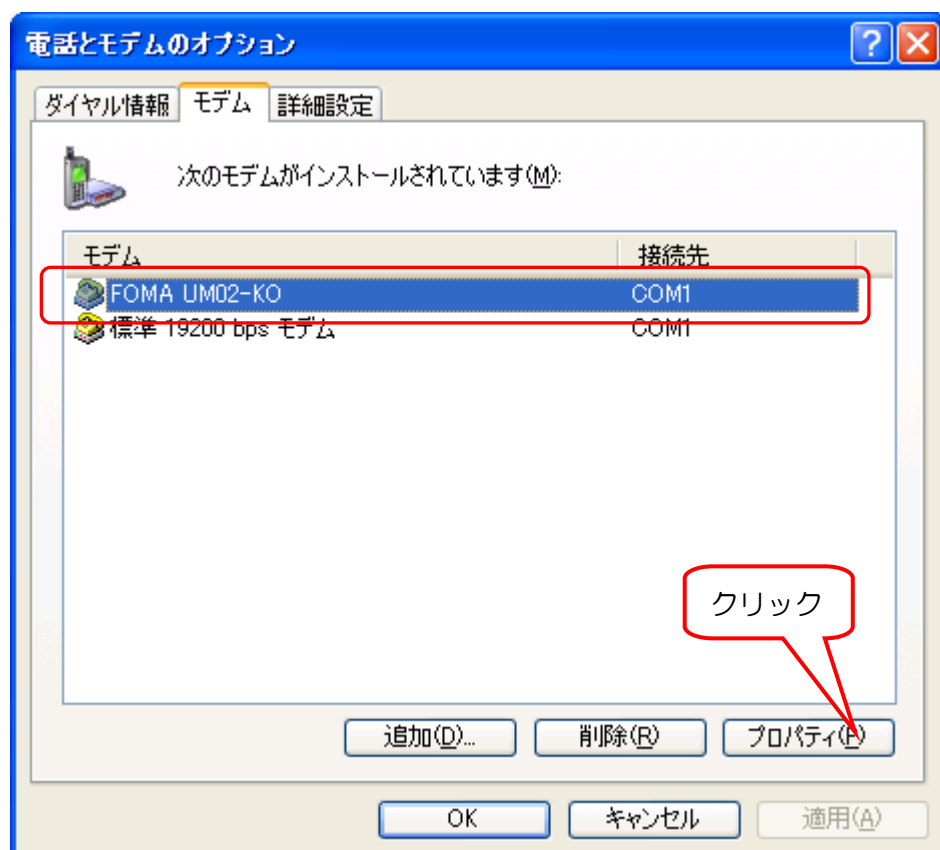 電話とモデムのオプション
ダイヤル情報 モデム 詳細設定
次のモデムがインストールされています(M):
モデム 接続先
FOMA UM02-KO COM1
標準 19200 bps モデム COM1
クリック
追加(D)... 削除(R) プロパティ(P)
OK キャンセル 適用(A)